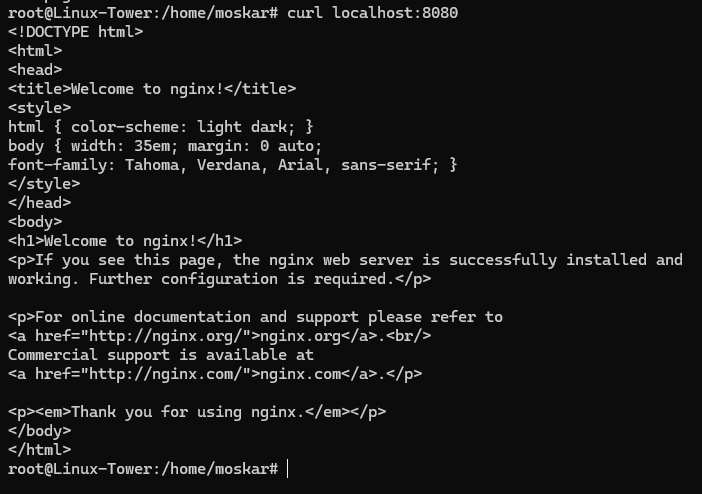 root@Linux-Tower:/home/moskar# curl localhost:8080
<!DOCTYPE html>
<html>
<head>
<title>Welcome to nginx!</title>
<style>
html { color-scheme: light dark; }
body { width: 35em; margin: 0 auto;
font-family: Tahoma, Verdana, Arial, sans-serif; }
</style>
</head>
<body>
<h1>Welcome to nginx!</h1>
<p>If you see this page, the nginx web server is successfully installed and
working. Further configuration is required.</p>

<p>For online documentation and support please refer to
<a href="http://nginx.org/">nginx.org</a>.<br/>
Commercial support is available at
<a href="http://nginx.com/">nginx.com</a>.</p>

<p><em>Thank you for using nginx.</em></p>
</body>
</html>
root@Linux-Tower:/home/moskar#